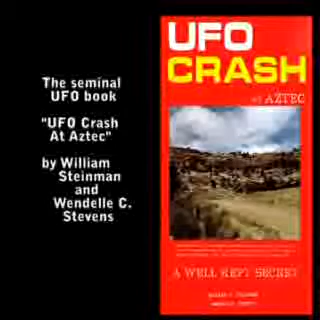 The seminal
UFO book
"UFO Crash
At Aztec"
by William
Steinman
and
Wendelle C.
Stevens
UFO
CRASH
at AZTEC
A WELL KEPT SECRET